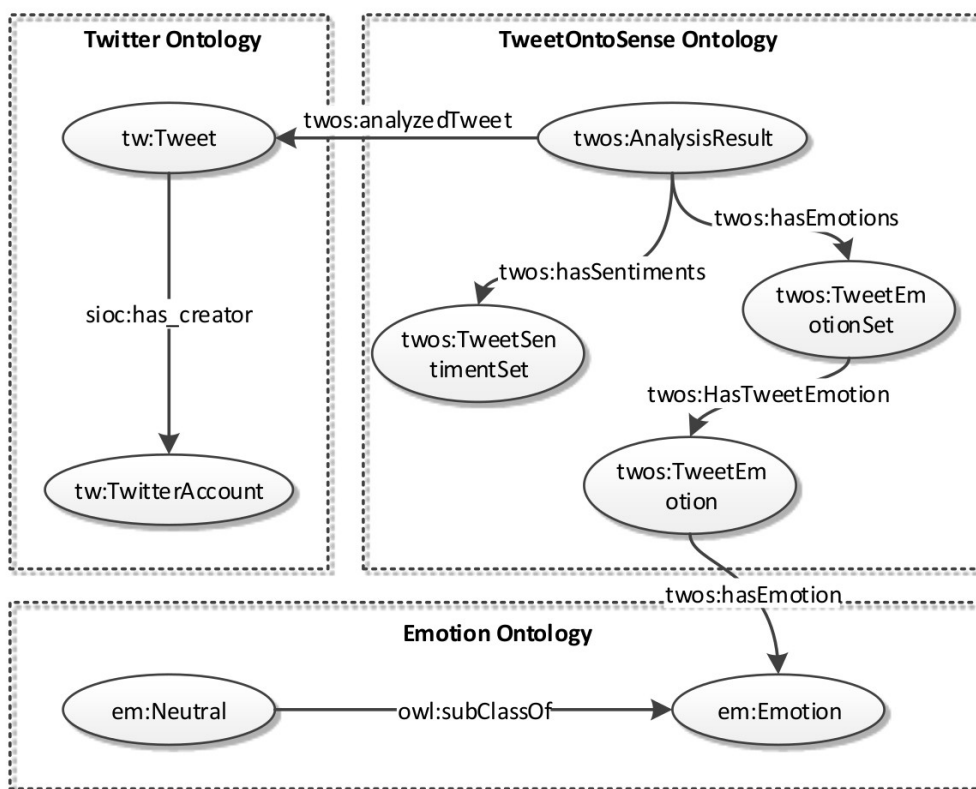 Twitter Ontology
TweetOntoSense Ontology
tw:Tweet
twos:analyzedTweet
twos:AnalysisResult
twos:hasEmotions
twos:hasSentiments
twos:TweetEm
otionSet
sioc:has_creator
twos:TweetSen
timentSet
twos:HasTweetEmotion
twos:TweetEm
otion
tw:TwitterAccount
twos:hasEmotion
Emotion Ontology
em:Neutral
owl:subClassOf
em:Emotion